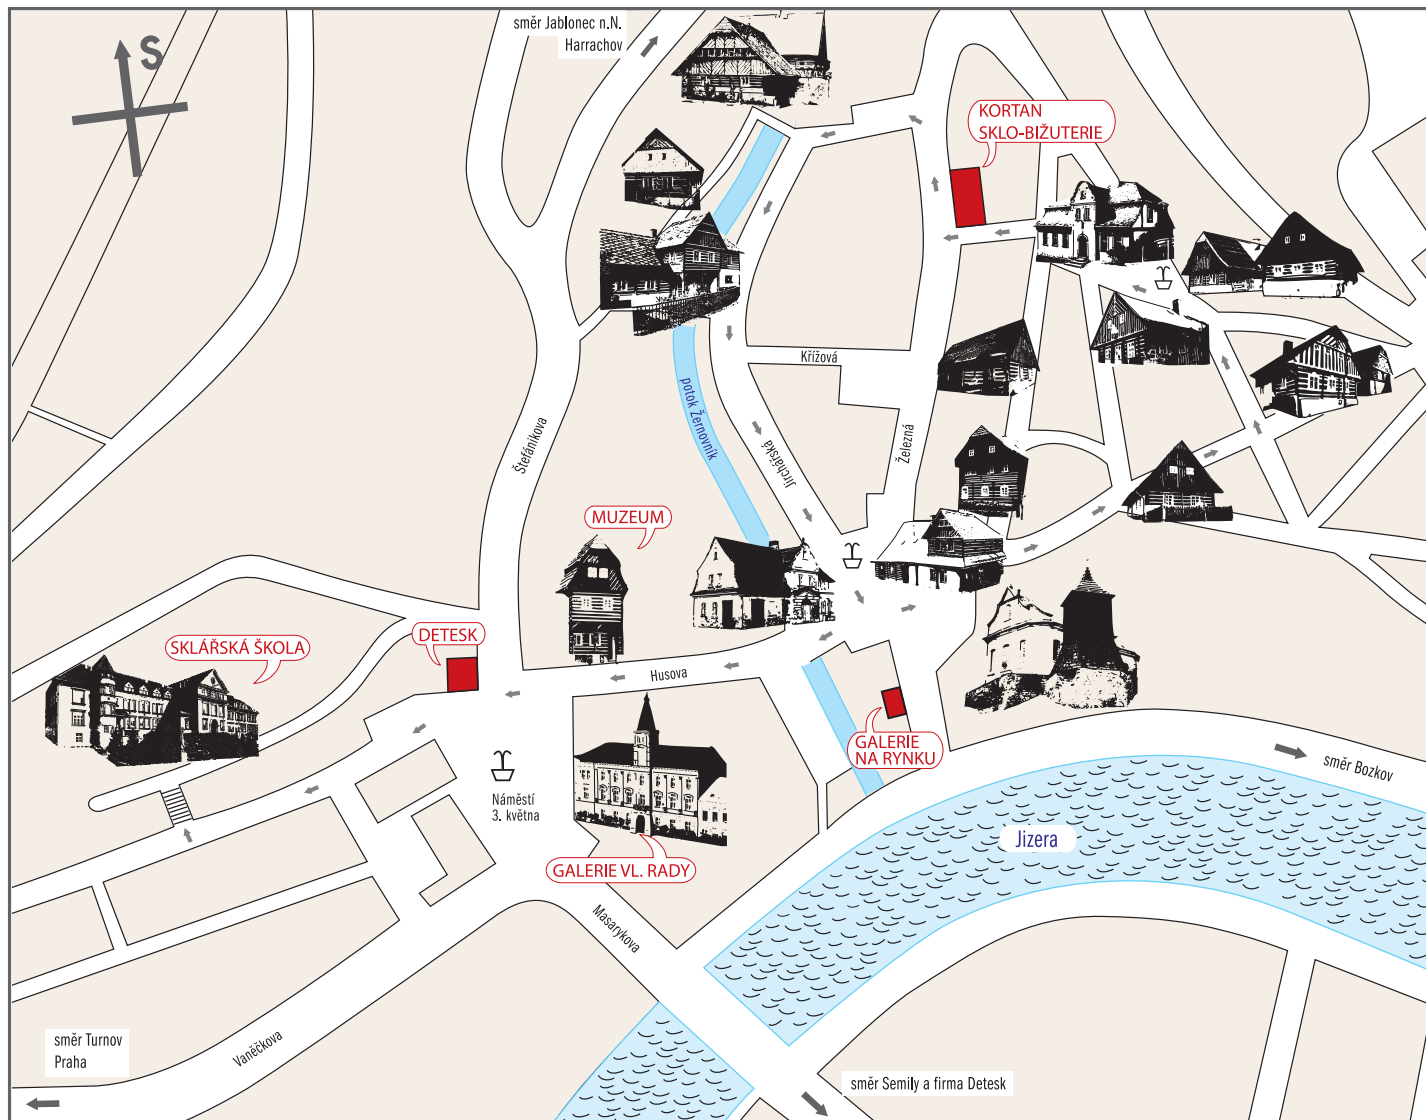 směr Jablonec n.N.
Harrachov
S
KORTAN
SKLO-BIŽUTERIE
Křížová
potok Žernovník
Štefánikova
Jirchářská
Železná
MUZEUM
SKLÁŘSKÁ ŠKOLA
DETESK
Husova
GALERIE
NA RYNKU
směr Bozkov
Náměstí
3. května
Jizera
GALERIE VL. RADY
Masarykova
Vaněčkova
směr Turnov
Praha
směr Semily a firma Detesk